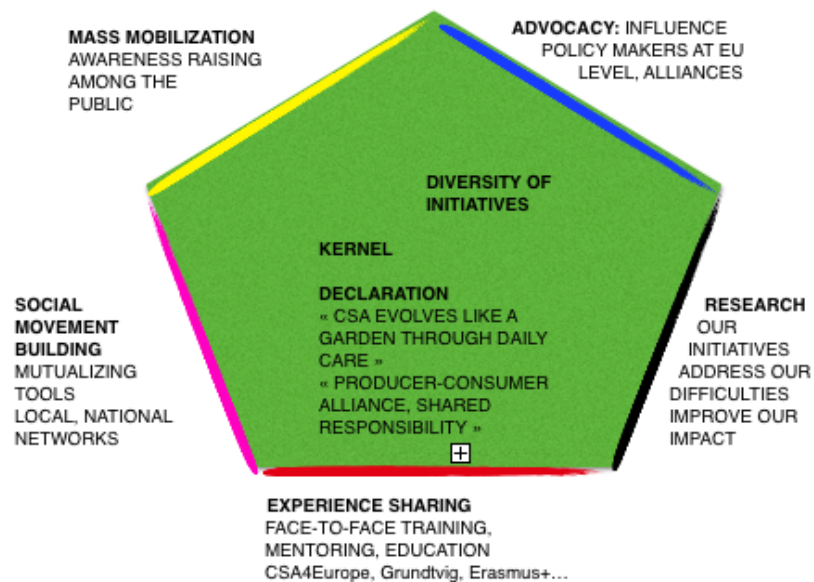 MASS MOBILIZATION
AWARENESS RAISING
AMONG THE
PUBLIC
ADVOCACY: INFLUENCE
POLICY MAKERS AT EU
LEVEL, ALLIANCES
DIVERSITY OF
INITIATIVES
KERNEL
DECLARATION
« CSA EVOLVES LIKE A
GARDEN THROUGH DAILY
CARE »
« PRODUCER-CONSUMER
ALLIANCE, SHARED
RESPONSIBILITY »
SOCIAL
MOVEMENT
BUILDING
MUTUALIZING
TOOLS
LOCAL, NATIONAL
NETWORKS
RESEARCH
OUR
INITIATIVES
ADDRESS OUR
DIFFICULTIES
IMPROVE OUR
IMPACT
EXPERIENCE SHARING
FACE-TO-FACE TRAINING,
MENTORING, EDUCATION
CSA4Europe, Grundtvig, Erasmus+...